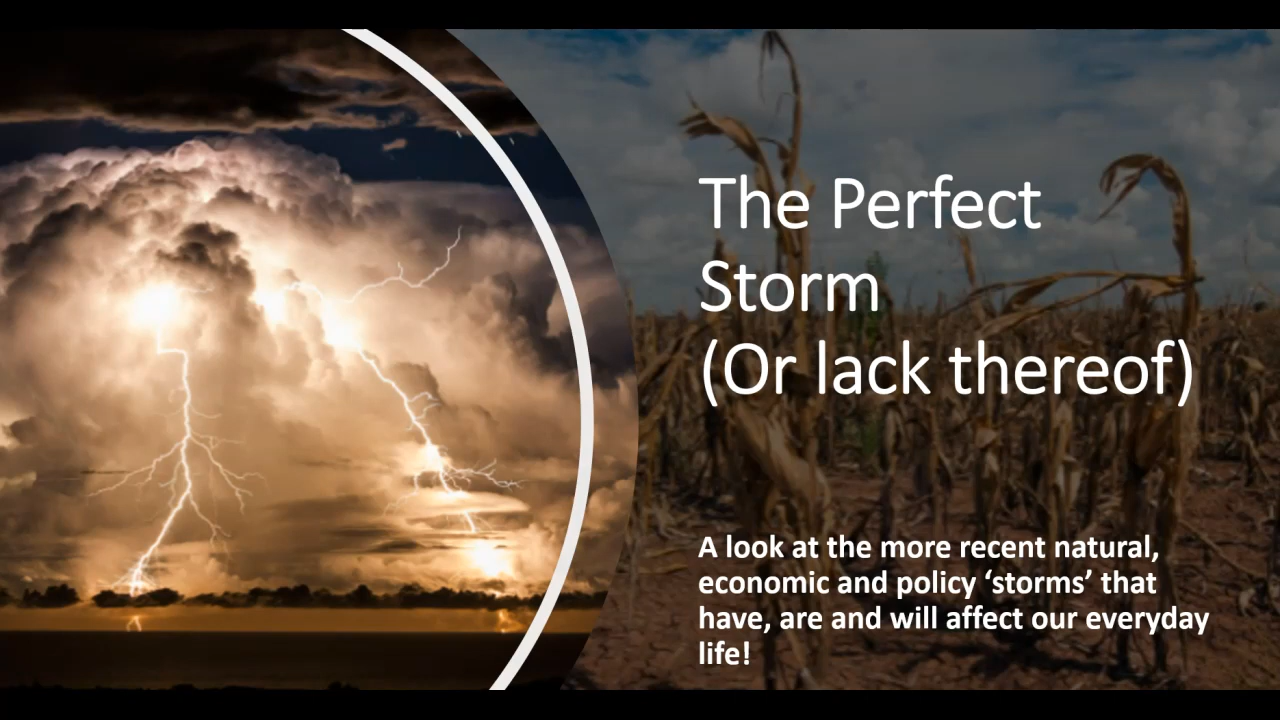 The Perfect
Storm
(Or lack thereof)
A look at the more recent natural,
economic and policy ‘storms’ that
have, are and will affect our everyday
life!